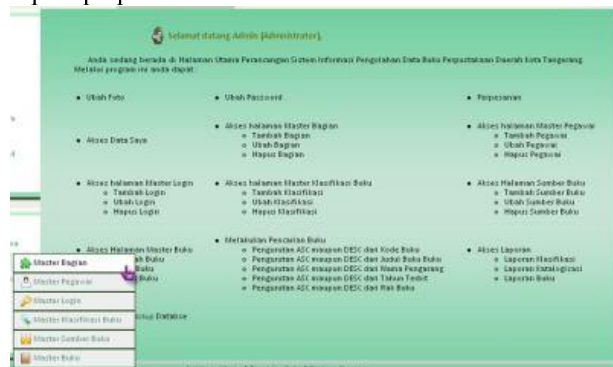 Selamat datang Admin (Administrator),
Anda sedang berada di Halaman Utama Perancangan Sistem Informasi Pengolahan Data Buku Perpustakaan Daerah Kota Tangerang
Melalui program ini anda dapat :
Ubah Foto
Ubah Password
Perpesanan
Akses Data Saya
Akses halaman Master Bagian
Tambah Bagian
Ubah Bagian
Hapus Bagian
Akses halaman Master Pegawai
Tambah Pegawai
Ubah Pegawai
Hapus Pegawai
Akses halaman Master Login
Tambah Login
Ubah Login
Hapus Login
Akses halaman Master Klasifikasi Buku
Tambah Klasifikasi
Ubah Klasifikasi
Hapus Klasifikasi
Akses Halaman Sumber Buku
Tambah Sumber Buku
Ubah Sumber Buku
Hapus Sumber Buku
Akses Halaman Master Buku
ah Buku
Buku
Buku
Melakukan Pencarian Buku
Pengurutan ASC maupun DESC dari Kode Buku
Pengurutan ASC maupun DESC dari Judul Buku Buku
Pengurutan ASC maupun DESC dari Nama Pengarang
Pengurutan ASC maupun DESC dari Tahun Terbit
Pengurutan ASC maupun DESC dari Rak Buku
Akses Laporan
Laporan Klasifikasi
Laporan Katalogisasi
Laporan Buku
Master Bagian
Master Pegawai
Master Login
Master Klasifikasi Buku
Master Sumber Buku
Master Buku